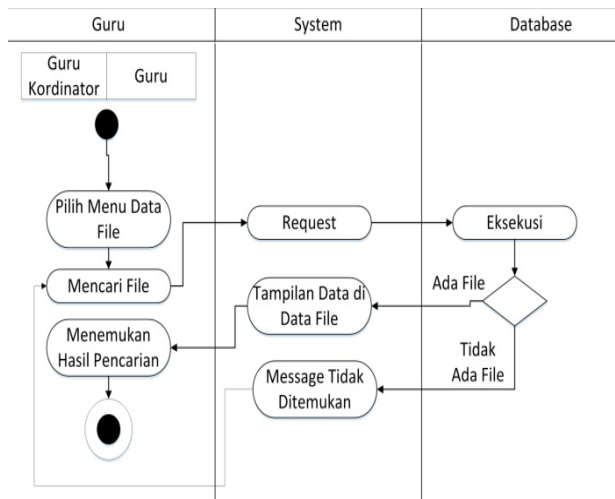 Guru
System
Database
Guru
Kordinator
Guru
Pilih Menu Data
File
Request
Eksekusi
Mencari File
Tampilan Data di
Data File
Ada File
Menemukan
Hasil Pencarian
Message Tidak
Ditemukan
Tidak
Ada File